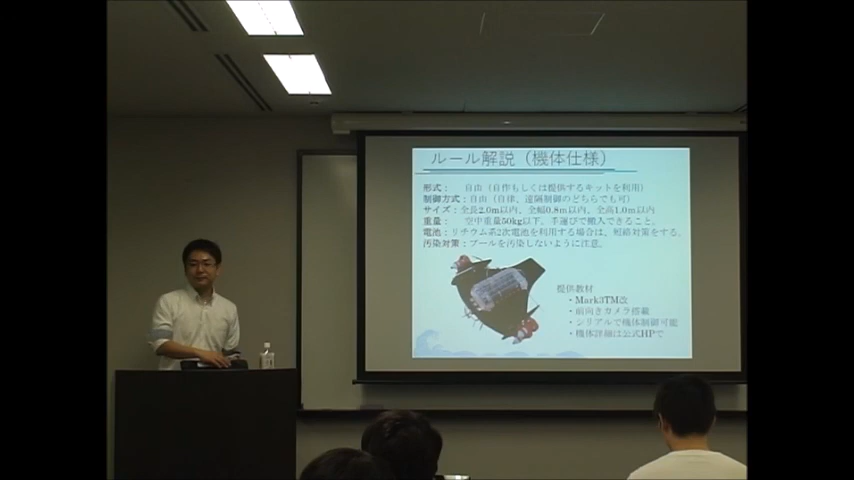 ルール解説（機体仕様）
形式： 自由（自作もしくは提供するキットを利用）
制御方式：自由（自律、遠隔制御のどちらでも可）
サイズ：全長2.0m以内、全幅0.8m以内、全高1.0m以内
重量： 空中重量50kg以下。手運びで搬入できること。
電池：リチウム系2次電池を利用する場合は、短絡対策をする。
汚染対策：プールを汚染しないように注意。
提供教材
・Mark3TM改
・前向きカメラ搭載
・シリアルで機体制御可能
・機体詳細は公式HPで